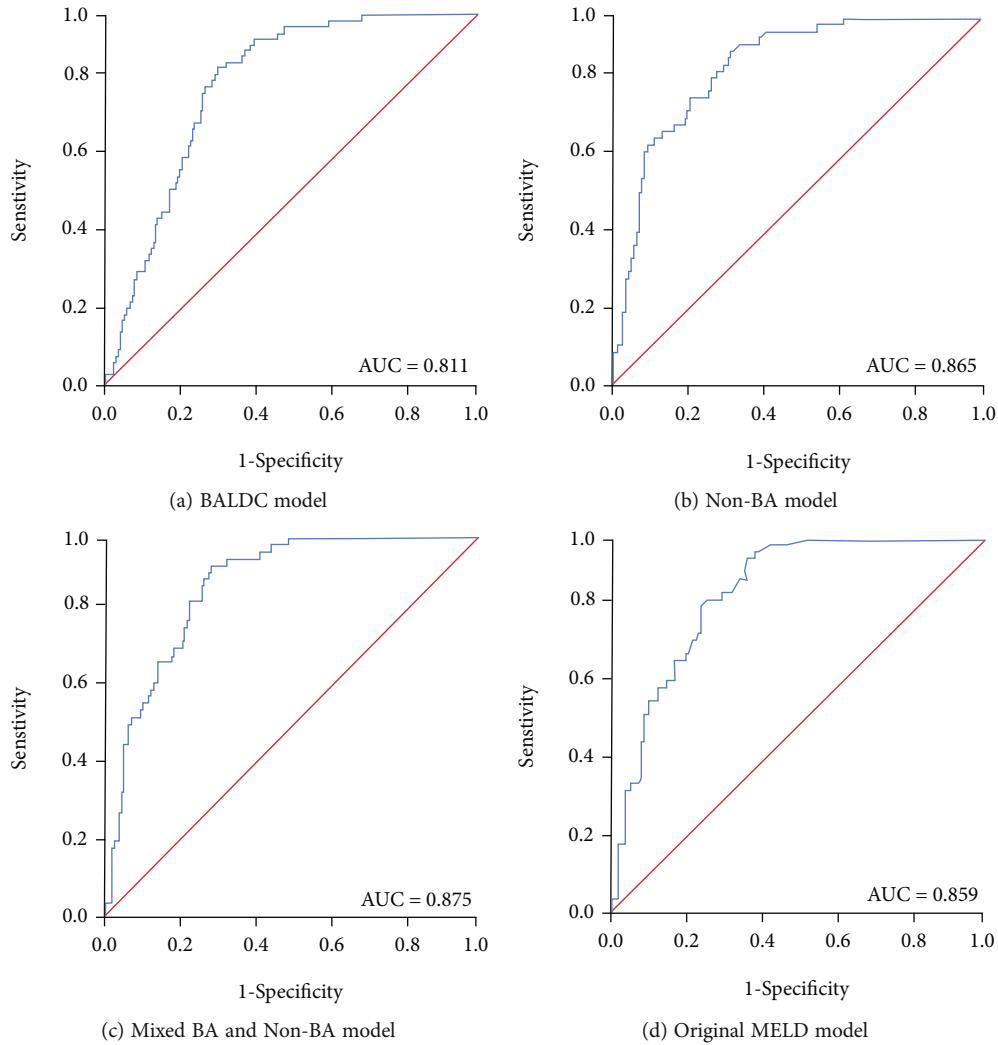 1.0
0.8
0.6
0.4
0.2
0.0
Senstivity
AUC = 0.811
0.0 0.2 0.4 0.6 0.8 1.0
1-Specificity
(a) BALDC model
1.0
0.8
0.6
0.4
0.2
0.0
Senstivity
AUC = 0.865
0.0 0.2 0.4 0.6 0.8 1.0
1-Specificity
(b) Non-BA model
1.0
0.8
0.6
0.4
0.2
0.0
Senstivity
AUC = 0.875
0.0 0.2 0.4 0.6 0.8 1.0
1-Specificity
(c) Mixed BA and Non-BA model
1.0
0.8
0.6
0.4
0.2
0.0
Senstivity
AUC = 0.859
0.0 0.2 0.4 0.6 0.8 1.0
1-Specificity
(d) Original MELD model